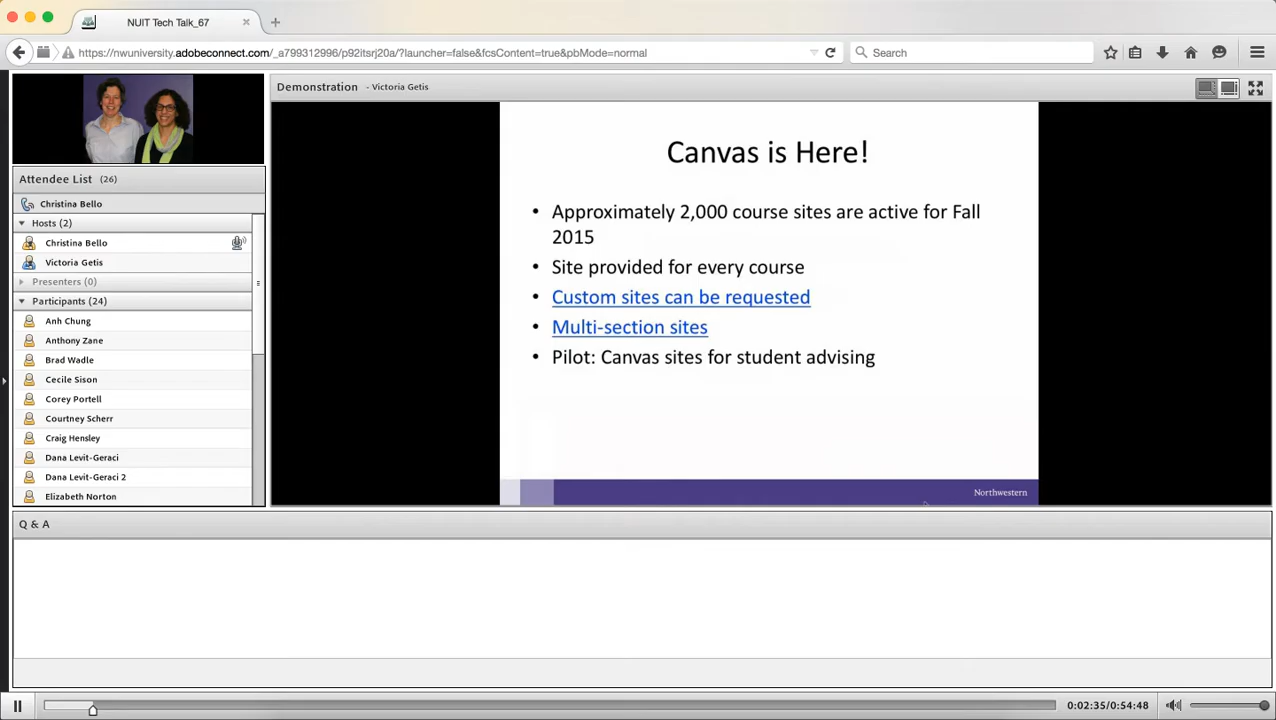 NUIT Tech Talk_67
https://nwuniversity.adobeconnect.com/_a799312996/p92itsrj20a/?launcher=false&fcsContent=true&pbMode=normal
Search
Demonstration - Victoria Getis
Attendee List (26)
Christina Bello
Hosts (2)
Christina Bello
Victoria Getis
Presenters (0)
Participants (24)
Anh Chung
Anthony Zane
Brad Wadle
Cecile Sison
Corey Portell
Courtney Scherr
Craig Hensley
Dana Levit-Geraci
Dana Levit-Geraci 2
Elizabeth Norton
Canvas is Here!
• Approximately 2,000 course sites are active for Fall
2015
• Site provided for every course
• Custom sites can be requested
• Multi-section sites
• Pilot: Canvas sites for student advising
Northwestern
Q & A
0:02:35/0:54:48